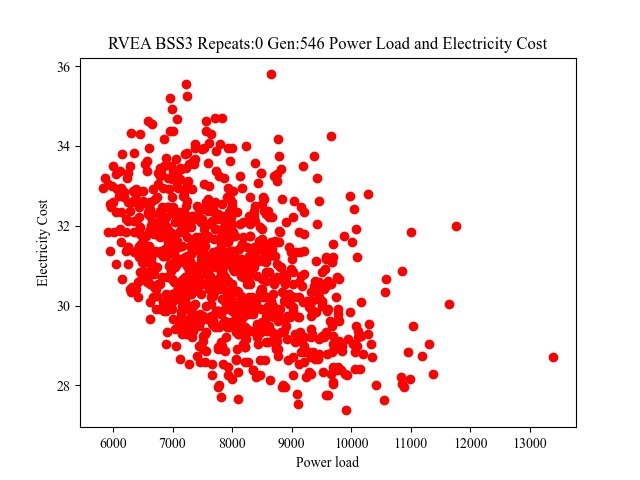 RVEA BSS3 Repeats:0 Gen:546 Power Load and Electricity Cost
36
34
32
30
28
Electricity Cost
6000 7000 8000 9000 10000 11000 12000 13000
Power load